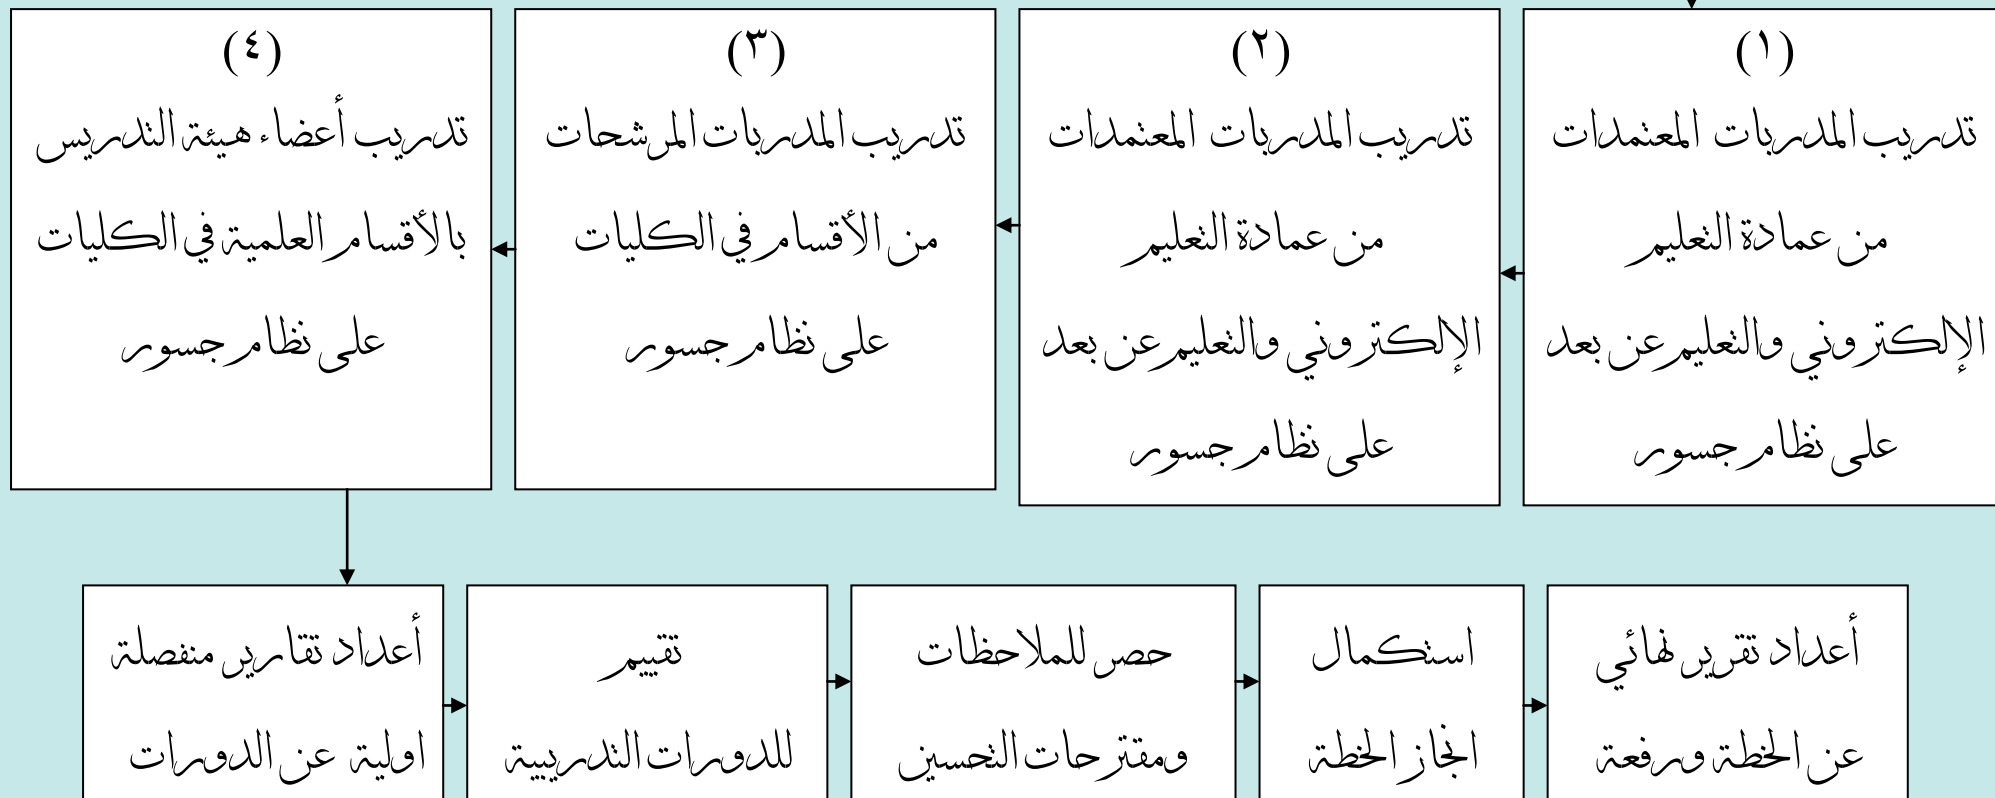 (١)
تدريب المدربات المعتمدات
من عمادة التعليم
الإلكتروني والتعليم عن بعد
على نظام جسور
(٢)
تدريب المدربات المعتمدات
من عمادة التعليم
الإلكتروني والتعليم عن بعد
على نظام جسور
(٣)
تدريب المدربات المرشحات
من الأقسام في الكليات
على نظام جسور
(٤)
تدريب أعضاء هيئة التدريس
بالأقسام العلمية في الكليات
على نظام جسور
أعداد تقارير منفصلة
اولية عن الدورات
تقييم
للدورات التدريبية
حصر للملاحظات
ومقترحات التحسين
استكمال
انجاز الخطة
أعداد تقرير نهائي
عن الخطة ورفعة